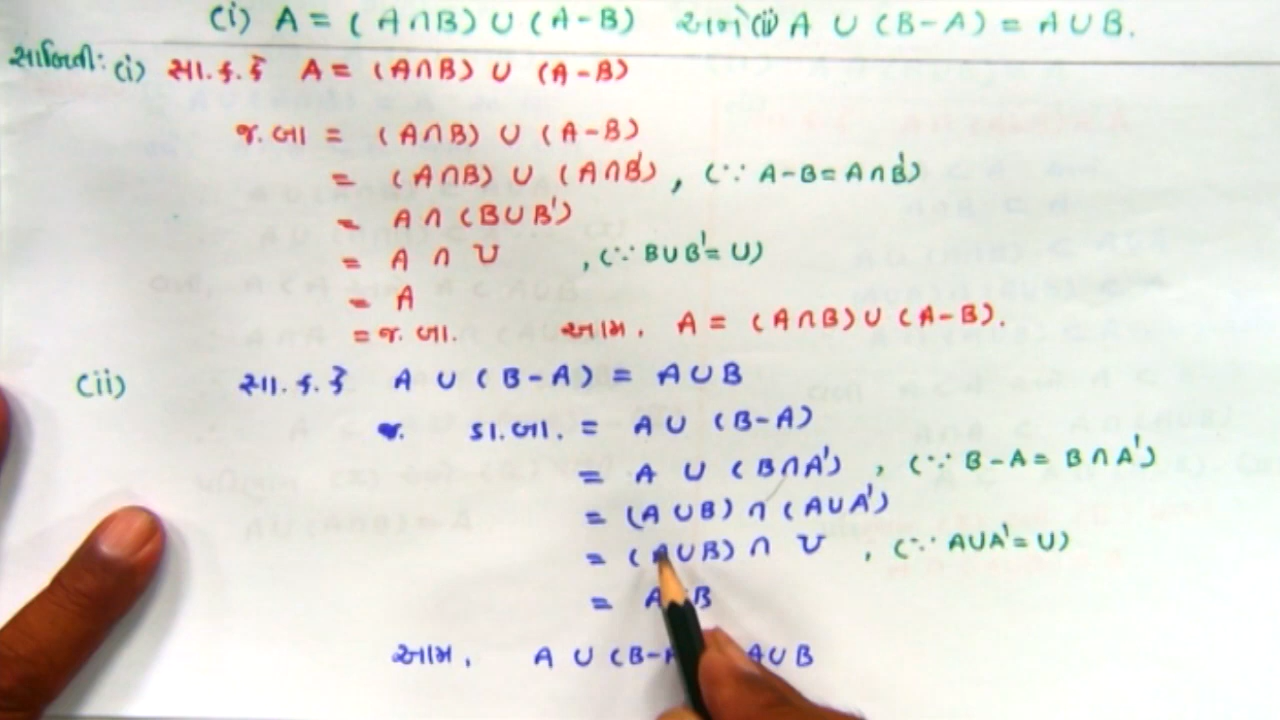 (i) A = (A∩B) ∪ (A-B) અને (ii) A ∪ (B-A) = A∪B.
સાબિતી: (i) સા.ક.કે A = (A∩B) ∪ (A-B)
જ.બા = (A∩B) ∪ (A-B)
= (A∩B) ∪ (A∩B'), (∵ A-B = A∩B')
= A ∩ (B∪B')
= A ∩ U , (∵ B∪B' = U)
= A
= જ.બા. આમ, A = (A∩B) ∪ (A-B).
(ii) સા.ક.કે A ∪ (B-A) = A∪B
જ. ડા.બા. = A∪ (B-A)
= A ∪ (B∩A') , (∵ B-A = B∩A')
= (A∪B) ∩ (A∪A')
= (A∪B) ∩ U , (∵ A∪A' = U)
= A B
આમ, A ∪ (B-A A∪B